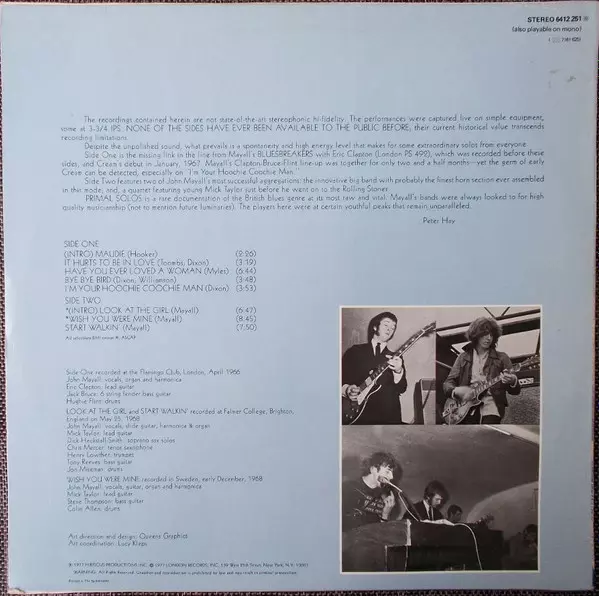 STEREO 6412 251
(also playable on mono)
The recordings contained herein are not state-of-the-art stereophonic hi-fidelity. The performances were captured live on simple equipment,
some at 3-3/4 IPS. NONE OF THE SIDES HAVE EVER BEEN AVAILABLE TO THE PUBLIC BEFORE, their current historical value transcends
recording limitations.
Despite the unpolished sound, what prevails is a spontaneity and high energy level that makes for some extraordinary solos from everyone.
Side One is the missing link in the line from Mayall's BLUESBREAKERS with Eric Clapton (London PS 492), which was recorded before these
sides, and Cream's debut in January, 1967. Mayall's Clapton-Bruce-Flint line-up was together for only two and a half months—yet the germ of early
Cream can be detected, especially on "I'm Your Hoochie Coochie Man."
Side Two features two of John Mayall's most successful aggregations: the innovative big band with probably the finest horn section ever assembled
in this mode, and, a quartet featuring young Mick Taylor just before he went on to the Rolling Stones.
PRIMAL SOLOS is a rare documentation of the British blues genre at its most raw and vital. Mayall's bands were always looked to for high
quality musicianship (not to mention future luminaries). The players here were at certain youthful peaks that remain unparalleled.
Peter Hay
SIDE ONE
(INTRO) MAUDIE (Hooker) (2:26)
IT HURTS TO BE IN LOVE (Toombs, Dixon) (3:19)
HAVE YOU EVER LOVED A WOMAN (Myles) (6:44)
BYE BYE BIRD (Dixon, Williamson) (3:48)
I'M YOUR HOOCHIE COOCHIE MAN (Dixon) (3:53)
SIDE TWO
*(INTRO) LOOK AT THE GIRL (Mayall) (6:47)
*WISH YOU WERE MINE (Mayall) (8:45)
START WALKIN' (Mayall) (7:50)
Side One recorded at the Flamingo Club, London, April 1966
John Mayall: vocals, organ and harmonica
Eric Clapton: lead guitar
Jack Bruce: 6 string fender bass guitar
Hughie Flint: drums
LOOK AT THE GIRL and START WALKIN' recorded at Falmer College, Brighton,
England on May 25, 1968
John Mayall: vocals, slide guitar, harmonica & organ
Mick Taylor: lead guitar
Dick Heckstall-Smith: soprano sax solos
Chris Mercer: tenor saxophone
Henry Lowther: trumpet
Tony Reeves: bass guitar
Jon Hiseman: drums
WISH YOU WERE MINE recorded in Sweden, early December, 1968
John Mayall: vocals, guitar, organ and harmonica
Mick Taylor: lead guitar
Steve Thompson: bass guitar
Colin Allen: drums
Art direction and design: Queens Graphics
Art coordination: Lucy Kleps